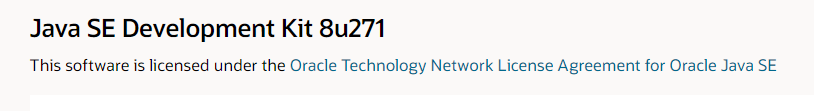 Java SE Development Kit 8u271
This software is licensed under the Oracle Technology Network License Agreement for Oracle Java SE